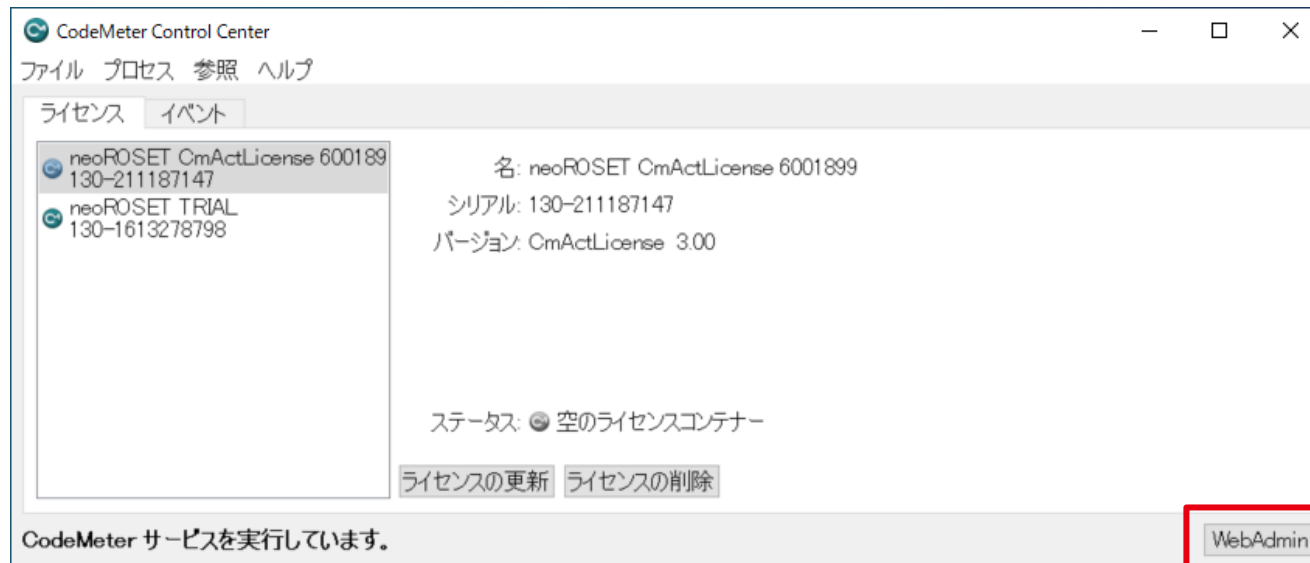 CodeMeter Control Center
ファイル プロセス 参照 ヘルプ
ライセンス イベント
neoROSET CmActLicense 600189
130-211187147
neoROSET TRIAL
130-1613278798
名: neoROSET CmActLicense 6001899
シリアル: 130-211187147
バージョン: CmActLicense 3.00
ステータス: 空のライセンスコンテナー
ライセンスの更新 ライセンスの削除
CodeMeter サービスを実行しています。
WebAdmin